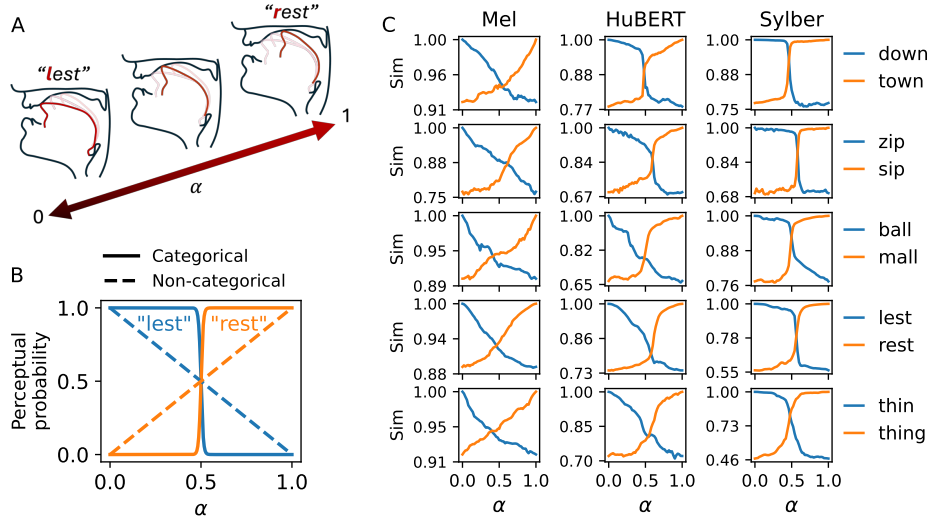 A
"lest"
"rest"
0
α
1
B
Categorical
Non-categorical
Perceptual
probability
1.0
0.5
0.0
"lest"
"rest"
0.0
0.5
1.0
α
C
Mel
HuBERT
Sylber
Sim
1.00
0.96
0.91
1.00
0.88
0.77
1.00
0.88
0.75
down
town
Sim
1.00
0.88
0.75
1.00
0.84
0.67
1.00
0.84
0.68
zip
sip
Sim
1.00
0.95
0.89
1.00
0.82
0.65
1.00
0.88
0.76
ball
mall
Sim
1.00
0.94
0.88
1.00
0.87
0.73
1.00
0.78
0.55
lest
rest
Sim
1.00
0.95
0.91
1.00
0.85
0.70
1.00
0.73
0.46
thin
thing
0.0
0.5
1.0
0.0
0.5
1.0
0.0
0.5
1.0
α
α
α